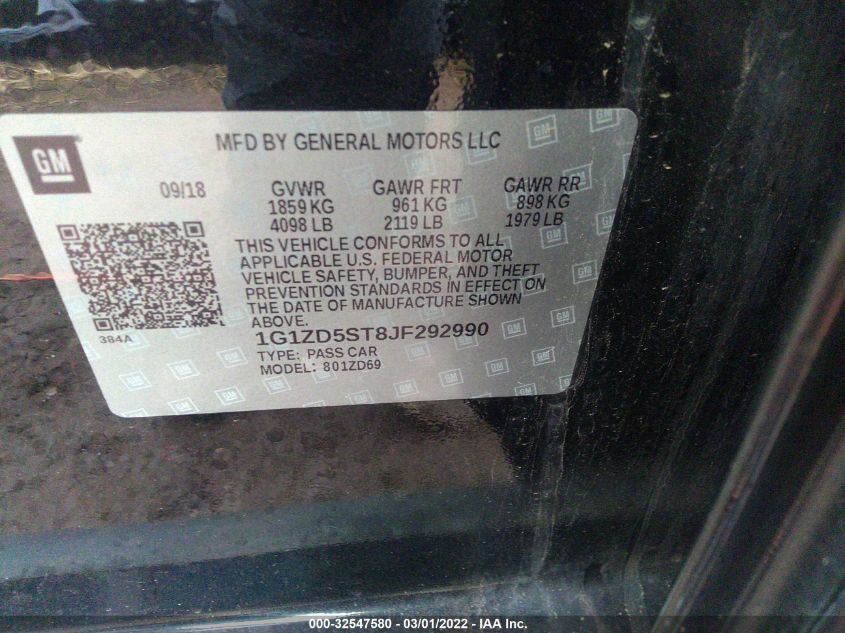 GM
MFD BY GENERAL MOTORS LLC
09/18 GVWR GAWR FRT GAWR RR
1859 KG 961 KG 898 KG
4098 LB 2119 LB 1979 LB
THIS VEHICLE CONFORMS TO ALL
APPLICABLE U.S. FEDERAL MOTOR
VEHICLE SAFETY, BUMPER, AND THEFT
PREVENTION STANDARDS IN EFFECT ON
THE DATE OF MANUFACTURE SHOWN
ABOVE.
384A
1G1ZD5ST8JF292990
TYPE: PASS CAR
MODEL: 801ZD69
000-32547580 - 03/01/2022 - IAA Inc.